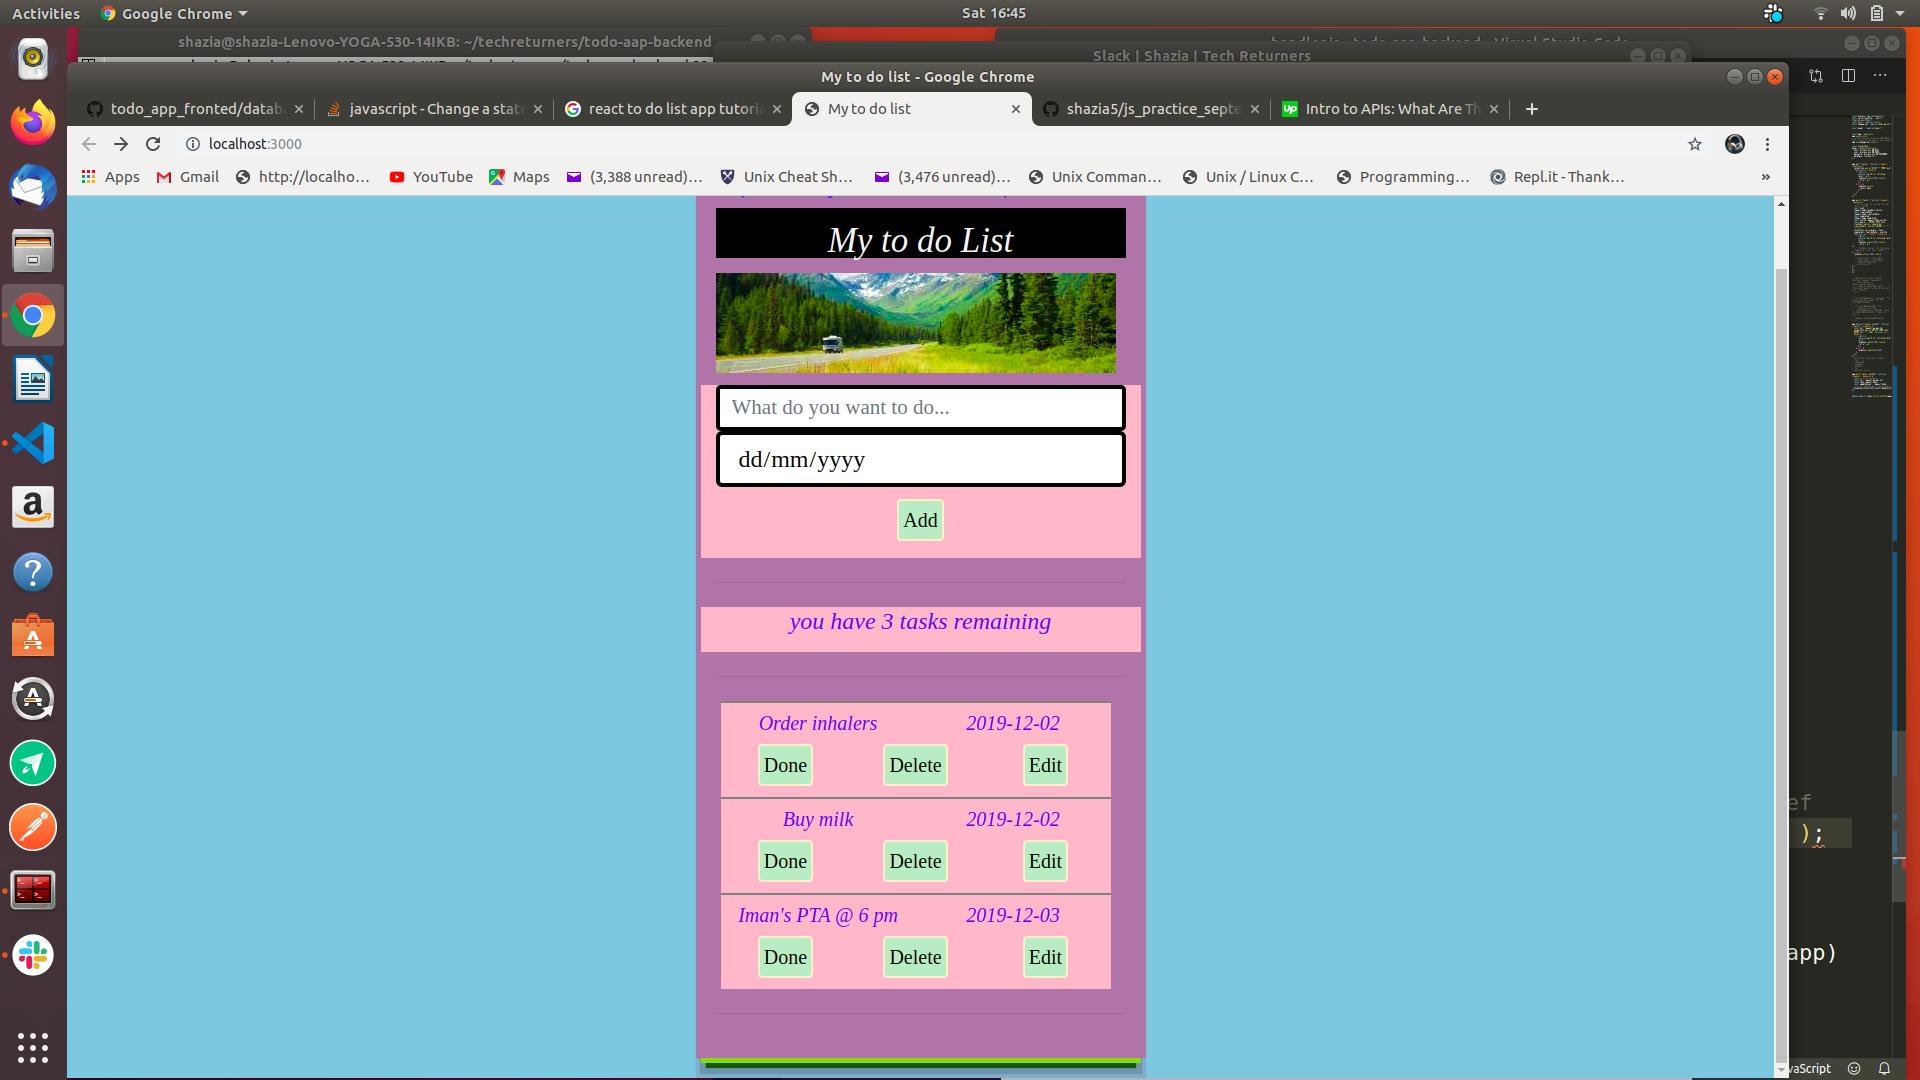 Activities
Google Chrome
Sat 16:45
shazia@shazia-Lenovo-YOGA-530-14IKB: ~/techreturners/todo-aap-backend
Slack | Shazia | Tech Returners
My to do list - Google Chrome
todo_app_fronted/datab
javascript - Change a state
react to do list app tutoria
My to do list
shazia5/js_practice_septe
Intro to APIs: What Are Th
localhost:3000
Apps
Gmail
http://localho...
YouTube
Maps
(3,388 unread)...
Unix Cheat Sh...
(3,476 unread)...
Unix Comman...
Unix / Linux C...
Programming...
Repl.it - Thank...
»
My to do List
What do you want to do...
dd/mm/yyyy
Add
you have 3 tasks remaining
Order inhalers 2019-12-02
Done Delete Edit
Buy milk 2019-12-02
Done Delete Edit
Iman's PTA @ 6 pm 2019-12-03
Done Delete Edit
ef
);
app)
vaScript